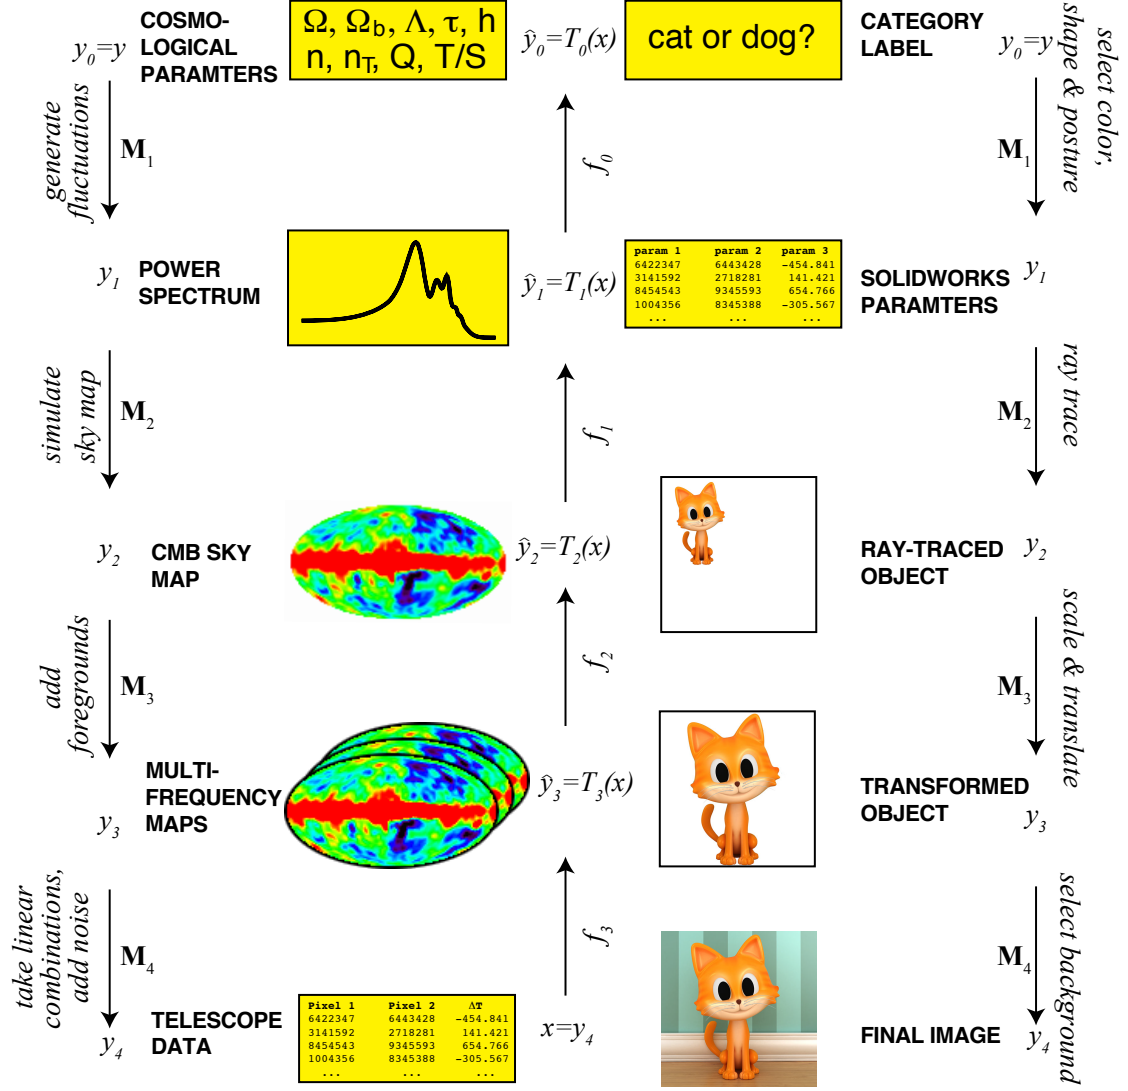 COSMO-
LOGICAL
PARAMTERS
y0=y
Ω, Ωb, Λ, τ, h
n, nT, Q, T/S
ŷ0=T0(x)
cat or dog?
CATEGORY
LABEL
y0=y
generate
fluctuations
M1
f0
M1
select color,
shape & posture
y1
POWER
SPECTRUM
ŷ1=T1(x)
param 1 param 2 param 3
6422347 6443428 -454.841
3141592 2718281 141.421
8454543 9345593 654.766
1004356 8345388 -305.567
... ... ...
SOLIDWORKS
PARAMTERS
y1
simulate
sky map
M2
f1
M2
ray trace
y2
CMB SKY
MAP
ŷ2=T2(x)
RAY-TRACED
OBJECT
y2
add
foregrounds
M3
f2
M3
scale & translate
y3
MULTI-
FREQUENCY
MAPS
ŷ3=T3(x)
TRANSFORMED
OBJECT
y3
take linear
combinations,
add noise
M4
f3
M4
select background
y4
TELESCOPE
DATA
Pixel 1 Pixel 2 ΔT
6422347 6443428 -454.841
3141592 2718281 141.421
8454543 9345593 654.766
1004356 8345388 -305.567
... ... ...
x=y4
FINAL IMAGE
y4